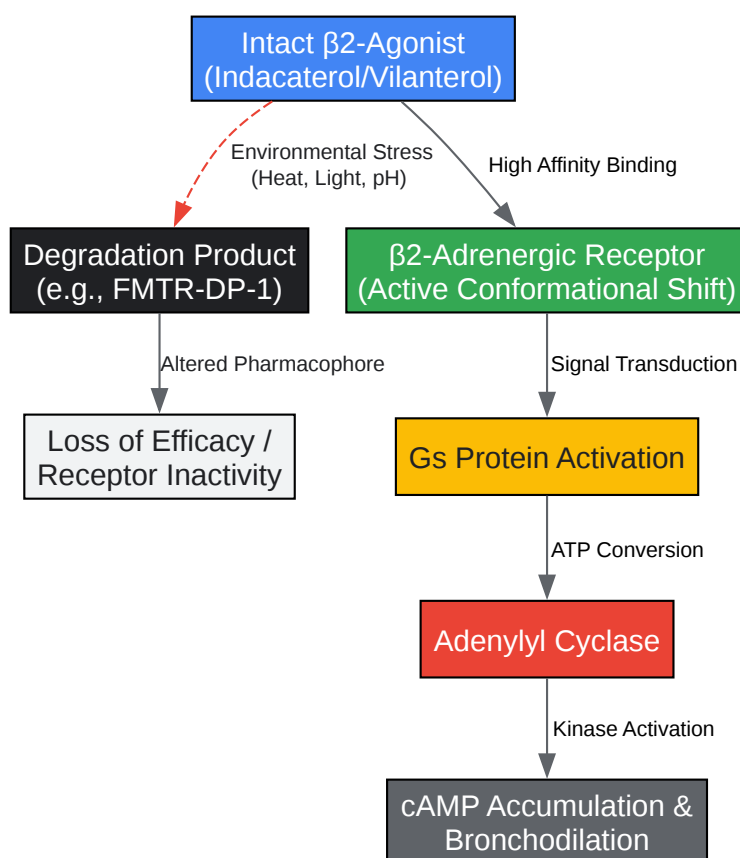 Intact β2-Agonist
(Indacaterol/Vilanterol)
Environmental Stress
(Heat, Light, pH)
High Affinity Binding
Degradation Product
(e.g., FMTR-DP-1)
β2-Adrenergic Receptor
(Active Conformational Shift)
Altered Pharmacophore
Signal Transduction
Loss of Efficacy /
Receptor Inactivity
Gs Protein Activation
ATP Conversion
Adenylyl Cyclase
Kinase Activation
cAMP Accumulation &
Bronchodilation